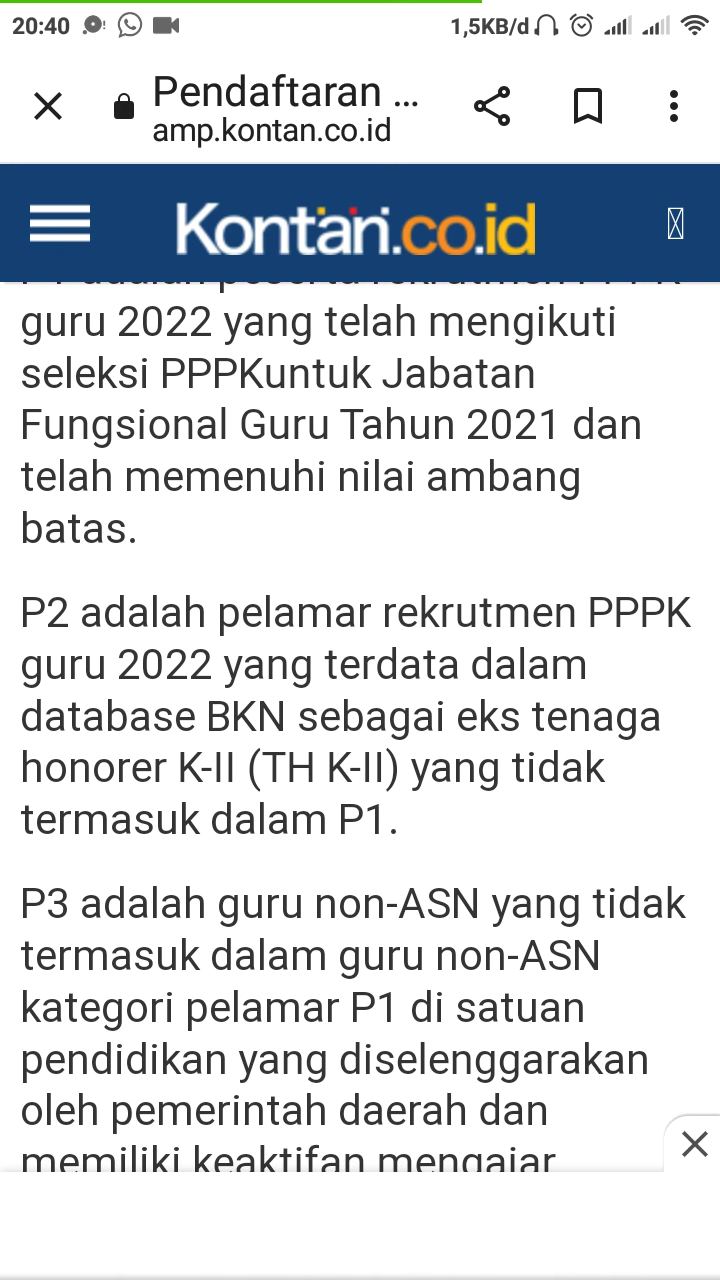 20:40
1,5KB/d
Pendaftaran ...
amp.kontan.co.id
Kontan.co.id
guru 2022 yang telah mengikuti
seleksi PPPKuntuk Jabatan
Fungsional Guru Tahun 2021 dan
telah memenuhi nilai ambang
batas.
P2 adalah pelamar rekrutmen PPPK
guru 2022 yang terdata dalam
database BKN sebagai eks tenaga
honorer K-II (TH K-II) yang tidak
termasuk dalam P1.
P3 adalah guru non-ASN yang tidak
termasuk dalam guru non-ASN
kategori pelamar P1 di satuan
pendidikan yang diselenggarakan
oleh pemerintah daerah dan
memiliki keaktifan mengajar